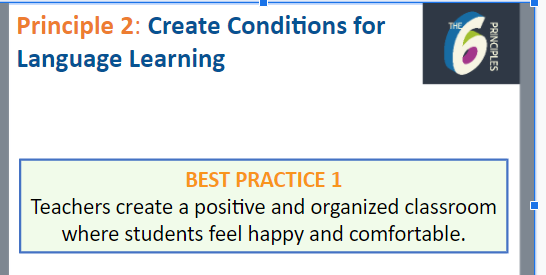 Principle 2: Create Conditions for
Language Learning
THE 6 PRINCIPLES
BEST PRACTICE 1
Teachers create a positive and organized classroom
where students feel happy and comfortable.